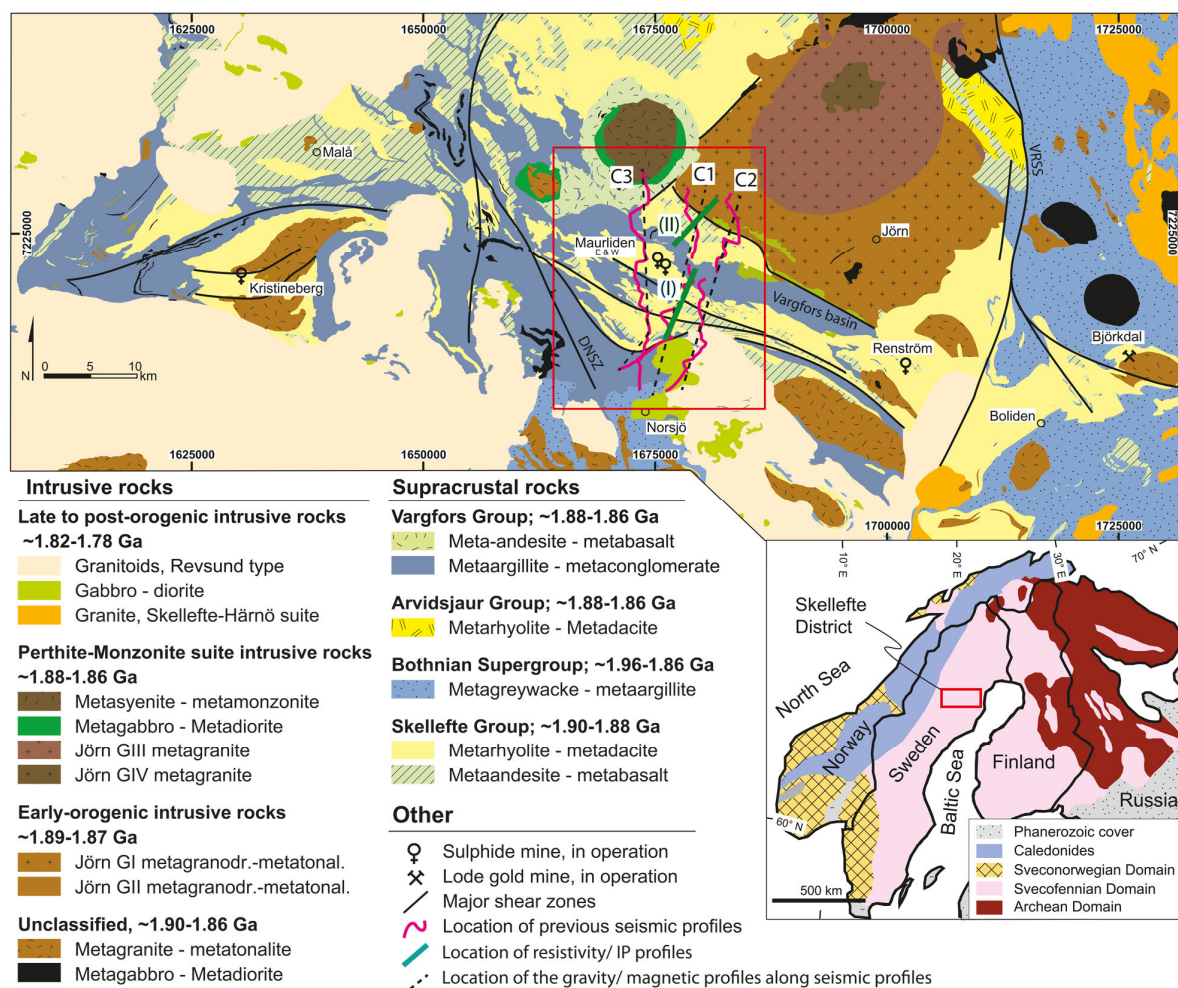 1625000
1650000
1675000
1700000
1725000
Malå
C3
C1
C2
VRSS
7225000
7225000
(II)
Maurliden
E & W
Jörn
Kristineberg
(I)
Vargfors basin
DNSZ
Björkdal
Renström
N
0 5 10
km
Boliden
Norsjö
1625000
1650000
1675000
1700000
1725000
Intrusive rocks
Late to post-orogenic intrusive rocks
~1.82-1.78 Ga
Granitoids, Revsund type
Gabbro - diorite
Granite, Skellefte-Härnö suite
Perthite-Monzonite suite intrusive rocks
~1.88-1.86 Ga
Metasyenite - metamonzonite
Metagabbro - Metadiorite
Jörn GIII metagranite
Jörn GIV metagranite
Early-orogenic intrusive rocks
~1.89-1.87 Ga
Jörn GI metagranodr.-metatonal.
Jörn GII metagranodr.-metatonal.
Unclassified, ~1.90-1.86 Ga
Metagranite - metatonalite
Metagabbro - Metadiorite
Supracrustal rocks
Vargfors Group; ~1.88-1.86 Ga
Meta-andesite - metabasalt
Metaargillite - metaconglomerate
Arvidsjaur Group; ~1.88-1.86 Ga
Metarhyolite - Metadacite
Bothnian Supergroup; ~1.96-1.86 Ga
Metagreywacke - metaargillite
Skellefte Group; ~1.90-1.88 Ga
Metarhyolite - metadacite
Metaandesite - metabasalt
Other
Sulphide mine, in operation
Lode gold mine, in operation
Major shear zones
Location of previous seismic profiles
Location of resistivity/ IP profiles
Location of the gravity/ magnetic profiles along seismic profiles
10° E
20° E
30° E
70° N
Skellefte
District
North Sea
Norway
Sweden
Baltic Sea
Finland
Russia
60° N
500 km
Phanerozoic cover
Caledonides
Sveconorwegian Domain
Svecofennian Domain
Archean Domain